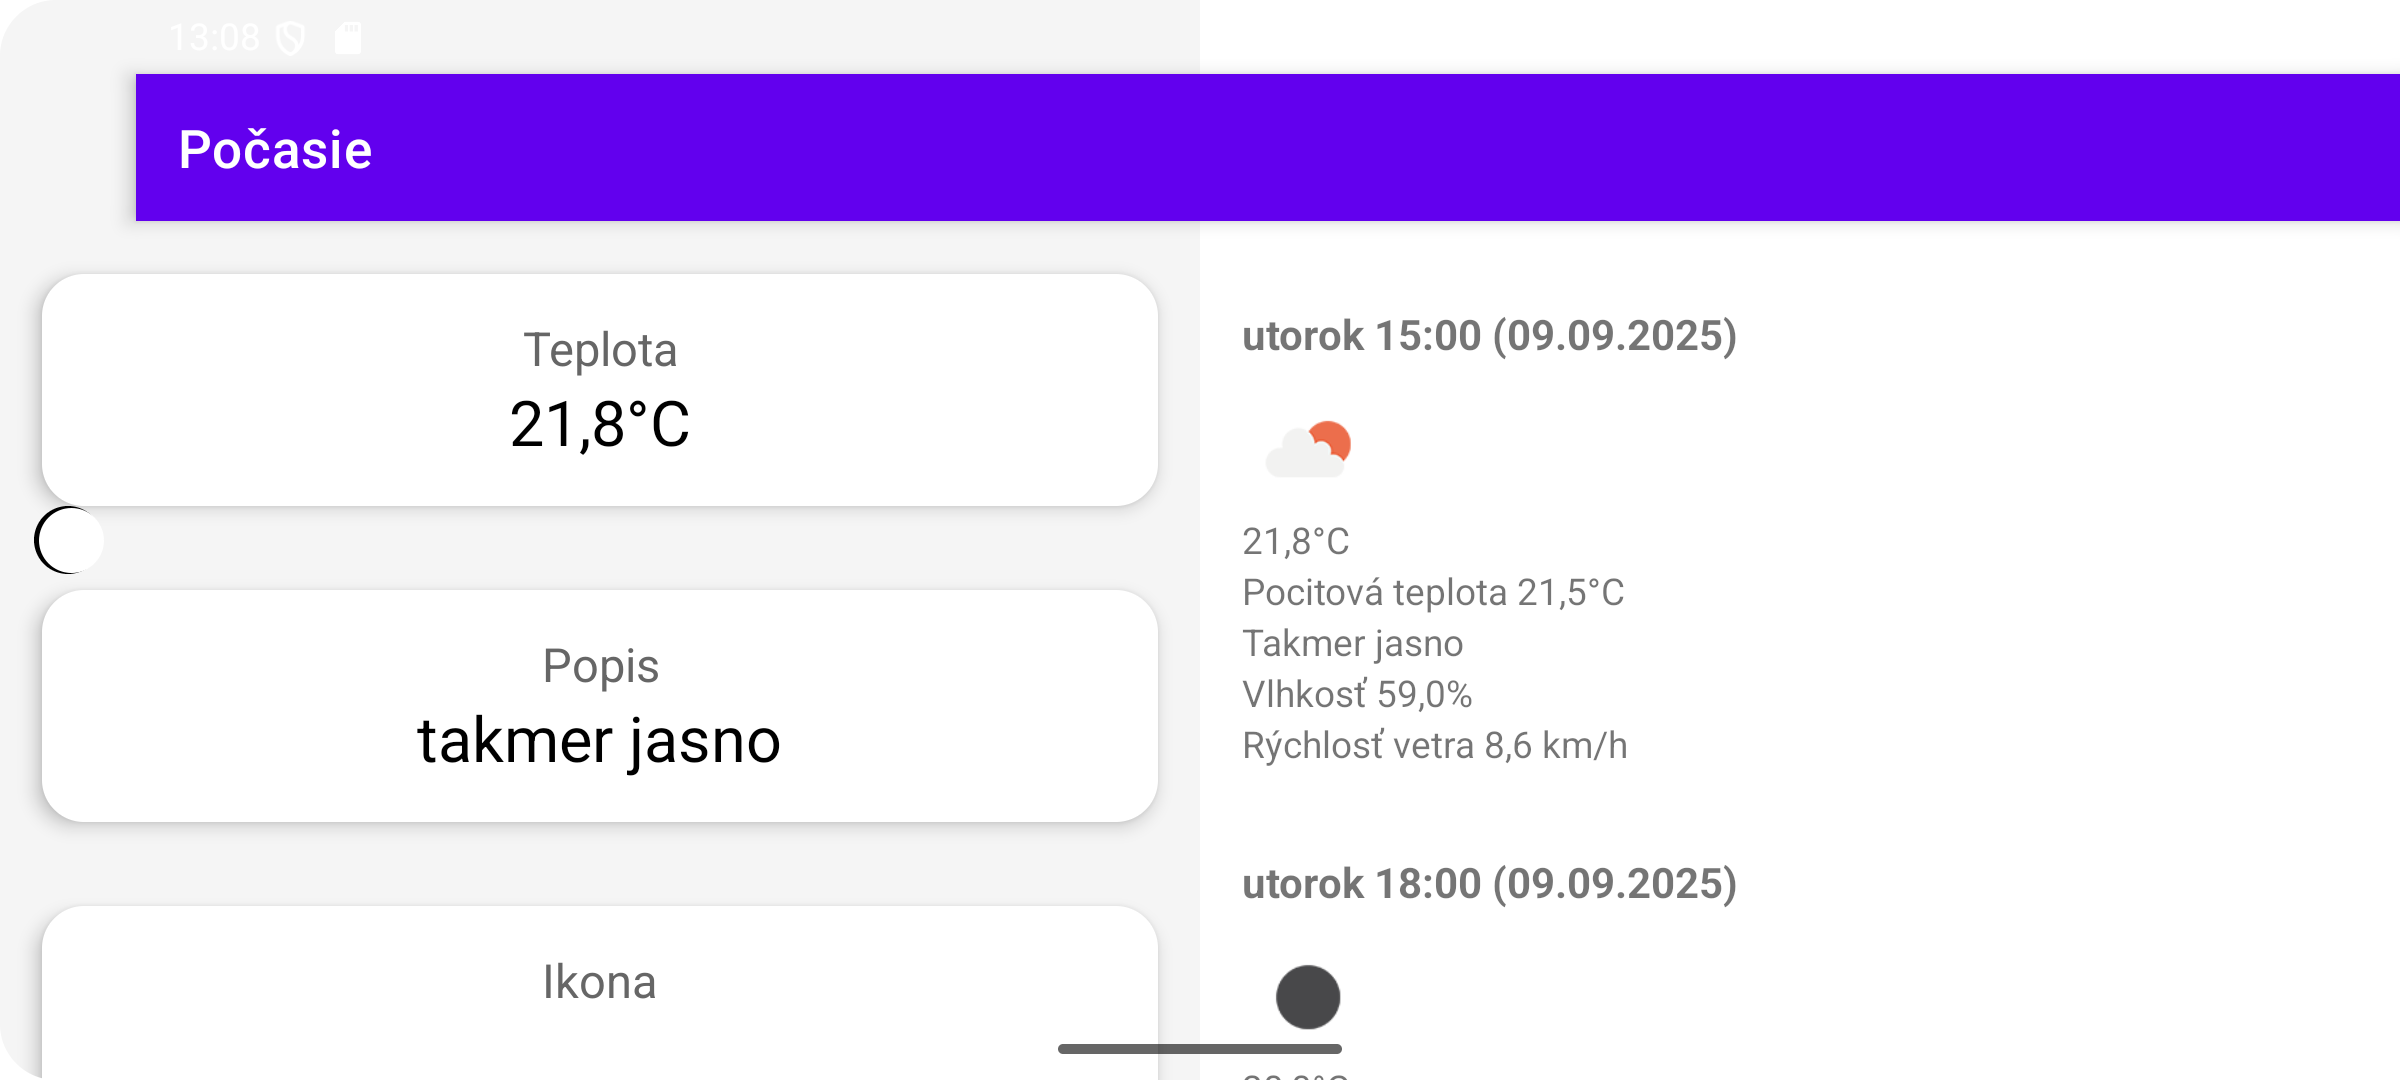 13:08
Počasie
Teplota
21,8°C
Popis
takmer jasno
Ikona
utorok 15:00 (09.09.2025)
21,8°C
Pocitová teplota 21,5°C
Takmer jasno
Vlhkosť 59,0%
Rýchlosť vetra 8,6 km/h
utorok 18:00 (09.09.2025)